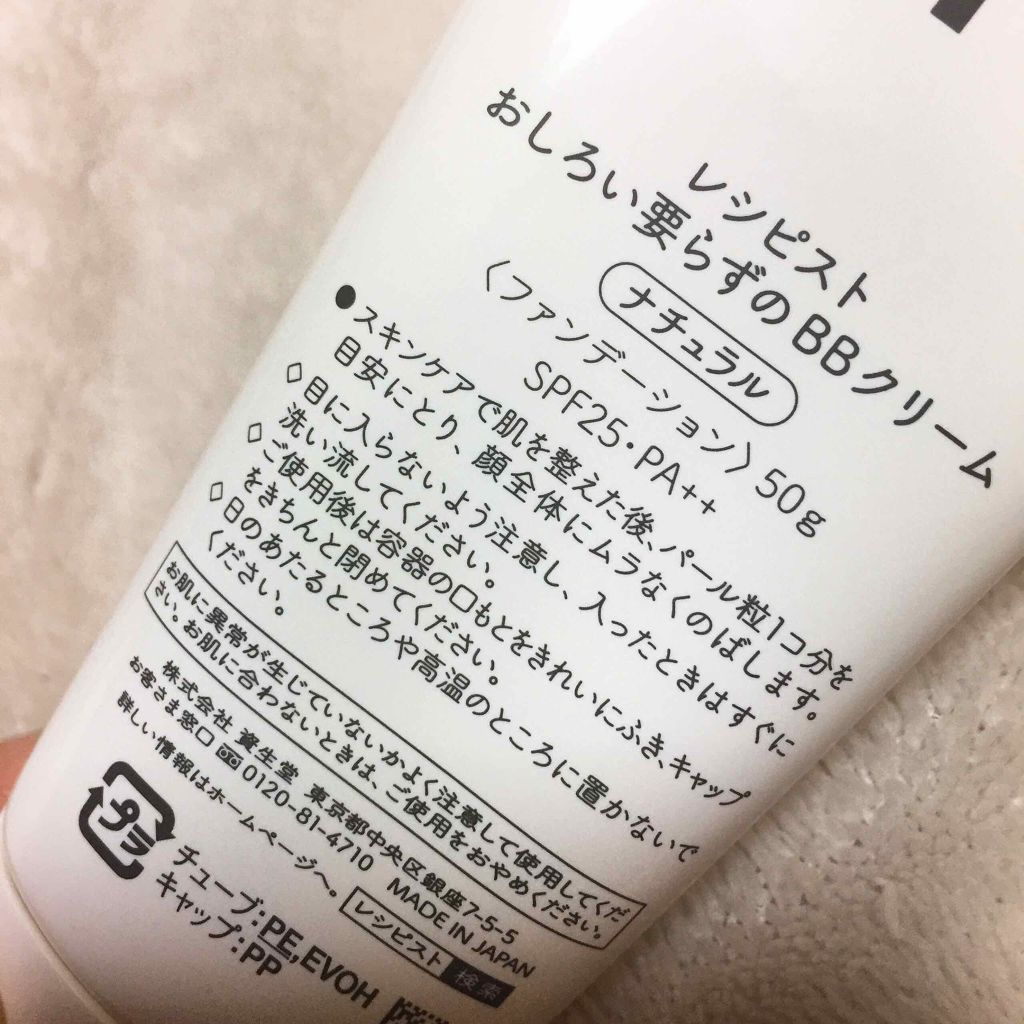 レシピスト
おしろい要らずのBBクリーム
ナチュラル
〈ファンデーション〉50g
SPF25・PA++
●スキンケアで肌を整えた後、パール粒1コ分を
目安にとり、顔全体にムラなくのばします。
◇目に入らないよう注意し、入ったときはすぐに
洗い流してください。
◇ご使用後は容器の口もとをきれいにふき、キャップ
をきちんと閉めてください。
◇日のあたるところや高温のところに置かないで
ください。
お肌に異常が生じていないかよく注意して使用してくだ
さい。お肌に合わないときは、ご使用をおやめください。
株式会社 資生堂 東京都中央区銀座7-5-5
お客さま窓口 0120-81-4710 MADE IN JAPAN
詳しい情報はホームページへ。 レシピスト 検索
プラ
チューブ:PE,EVOH
キャップ:PP